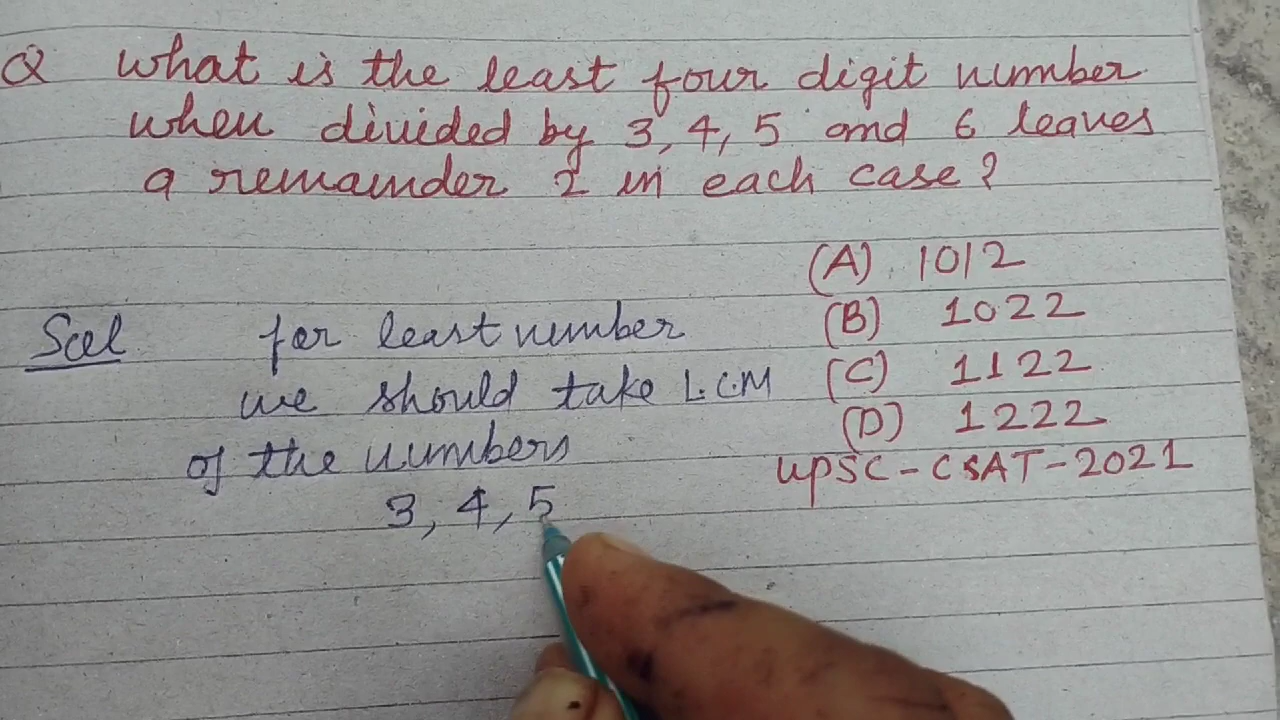 Q What is the least four digit number
when divided by 3, 4, 5 and 6 leaves
a remainder 2 in each case?
(A) 1012
(B) 1022
(C) 1122
(D) 1222
UPSC-CSAT-2021
Sol for least number
we should take L.C.M
of the numbers
3, 4, 5